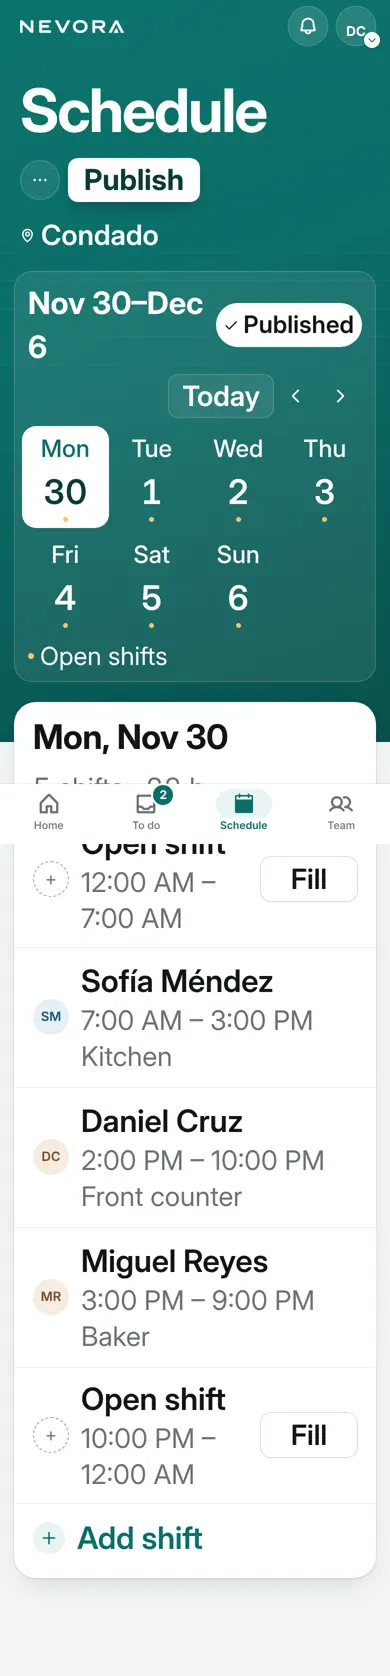 NEVORA
DC
Schedule
Publish
Condado
Nov 30–Dec
6
Published
Today
Mon
Tue
Wed
Thu
30
1
2
3
Fri
Sat
Sun
4
5
6
Open shifts
Mon, Nov 30
2
Home
To do
Schedule
Team
Open shift
12:00 AM –
7:00 AM
Fill
Sofía Méndez
SM
7:00 AM – 3:00 PM
Kitchen
Daniel Cruz
DC
2:00 PM – 10:00 PM
Front counter
Miguel Reyes
MR
3:00 PM – 9:00 PM
Baker
Open shift
10:00 PM –
12:00 AM
Fill
Add shift